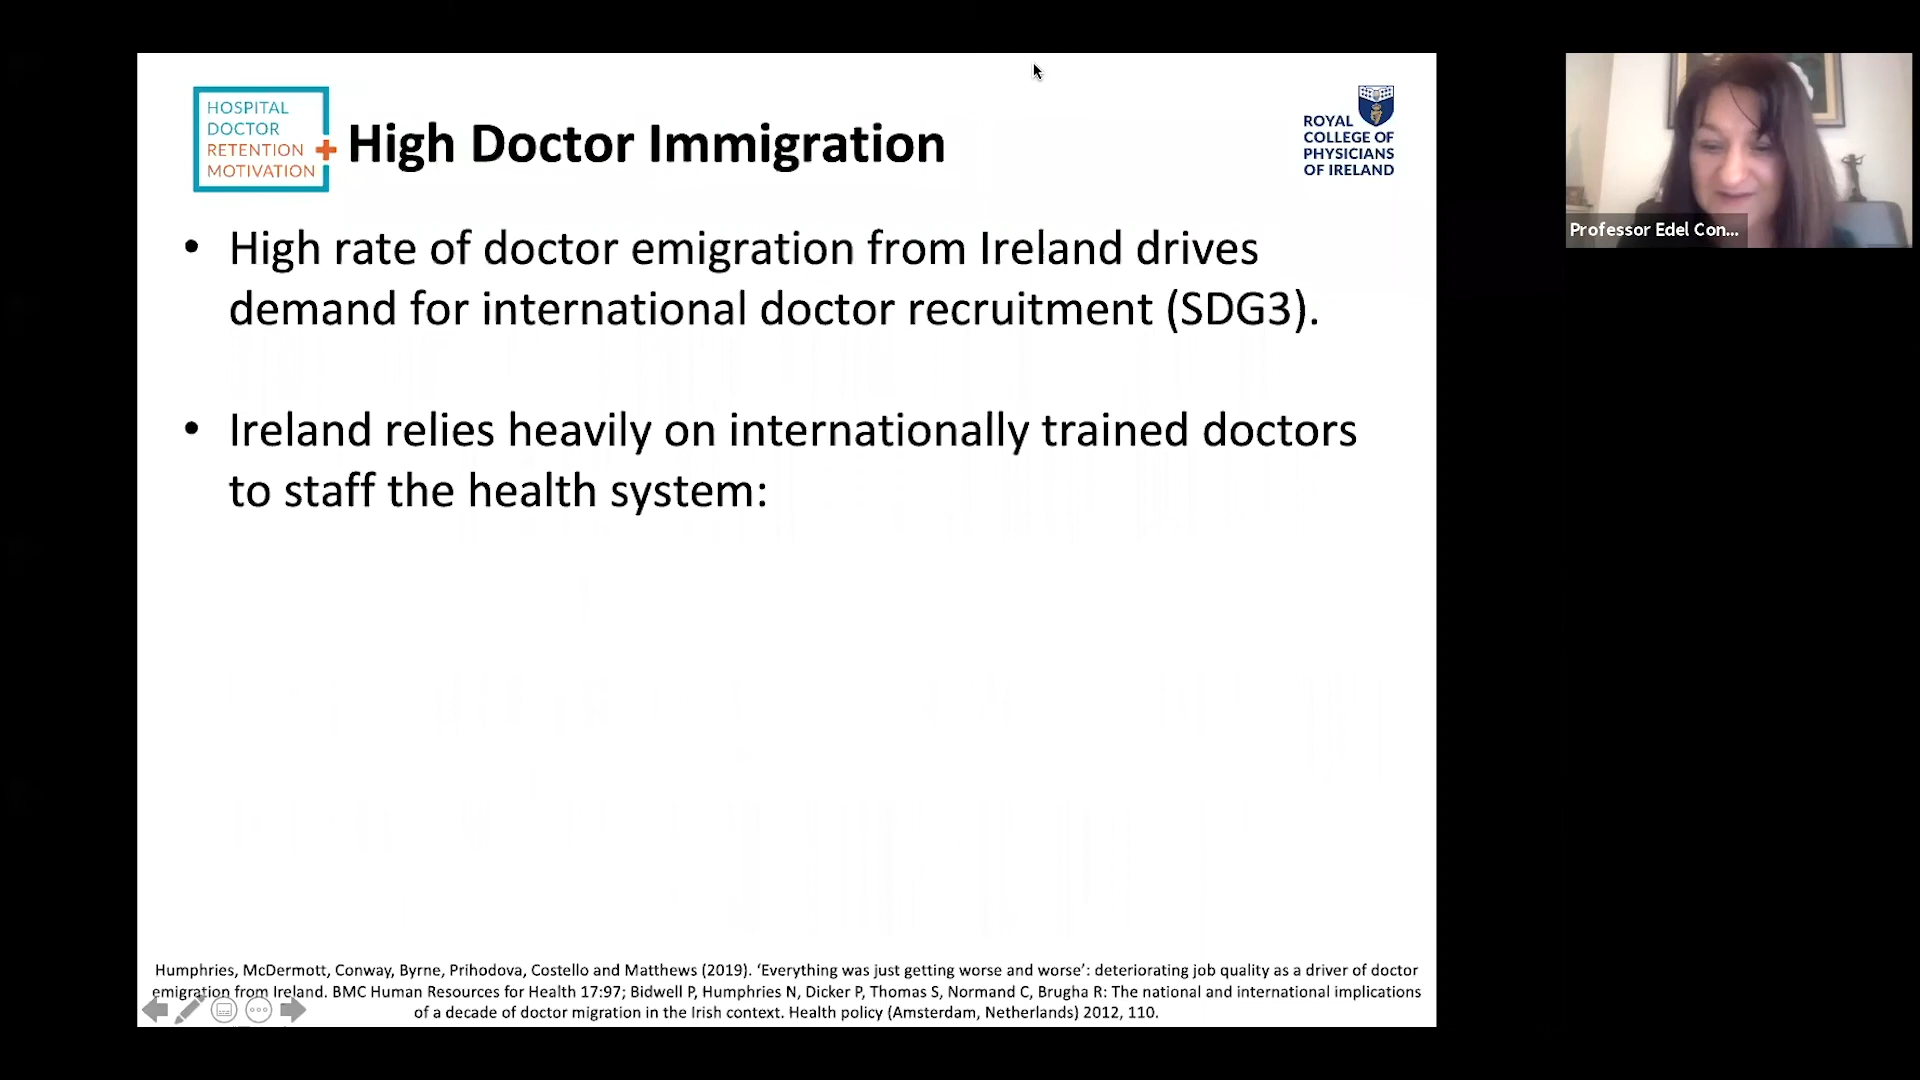 HOSPITAL
DOCTOR
RETENTION
MOTIVATION
High Doctor Immigration
ROYAL
COLLEGE OF
PHYSICIANS
OF IRELAND
• High rate of doctor emigration from Ireland drives
demand for international doctor recruitment (SDG3).
• Ireland relies heavily on internationally trained doctors
to staff the health system:
Humphries, McDermott, Conway, Byrne, Prihodova, Costello and Matthews (2019). ‘Everything was just getting worse and worse’: deteriorating job quality as a driver of doctor
emigration from Ireland. BMC Human Resources for Health 17:97; Bidwell P, Humphries N, Dicker P, Thomas S, Normand C, Brugha R: The national and international implications
of a decade of doctor migration in the Irish context. Health policy (Amsterdam, Netherlands) 2012, 110.
Professor Edel Con...